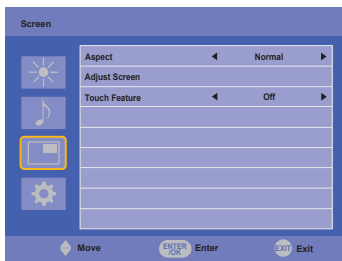 Screen
Aspect Normal
Adjust Screen
Touch Feature Off
Move ENTER /OK Enter EXIT Exit